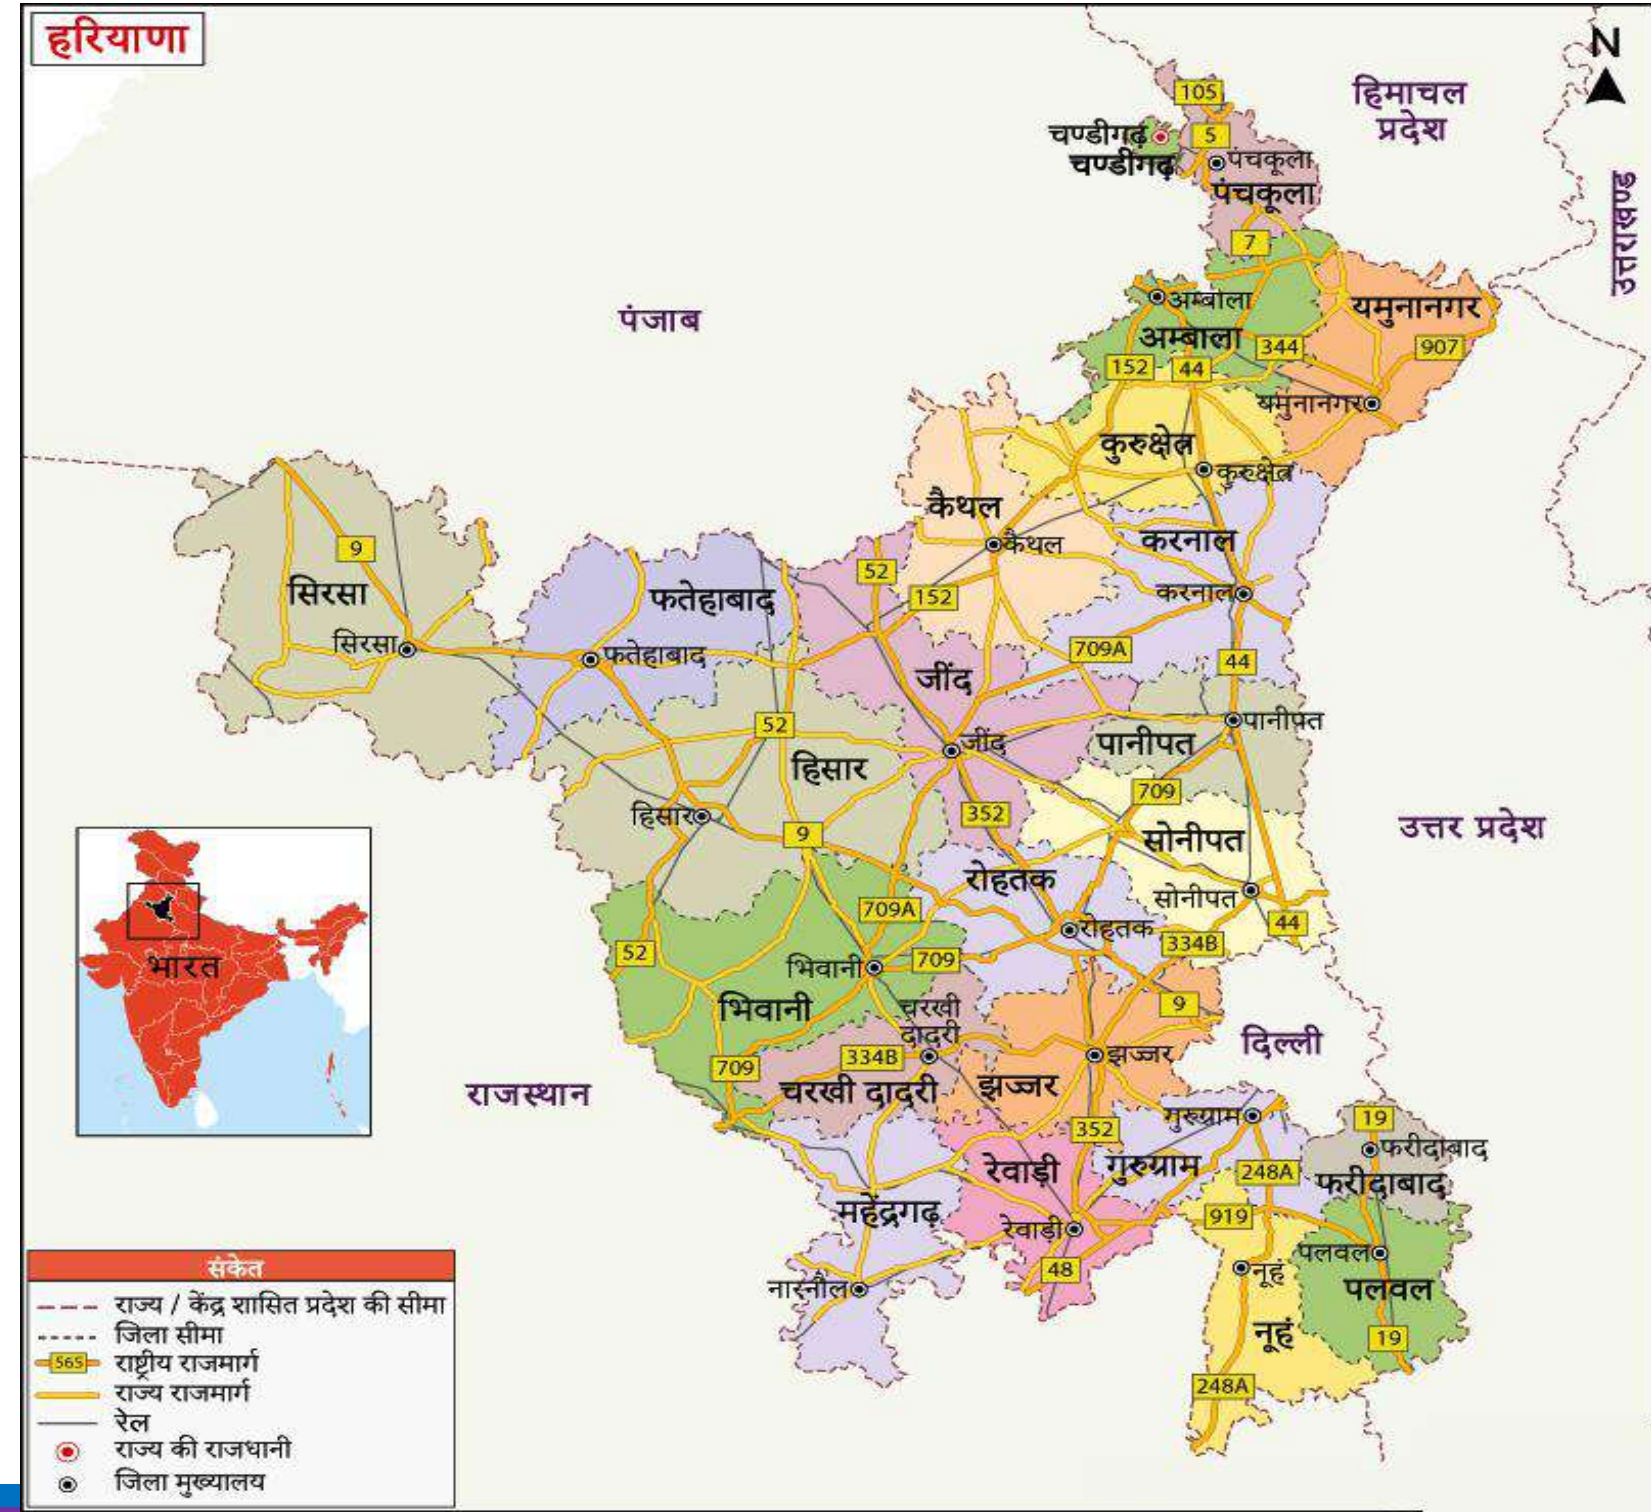 हरियाणा
N
हिमाचल
प्रदेश
उत्तराखण्ड
105
चण्डीगढ़
5
चण्डीगढ़
पंचकूला
पंचकूला
7
पंजाब
अम्बाला
अम्बाला
यमुनानगर
344
907
152
44
यमुनानगर
कुरुक्षेत्र
कुरुक्षेत्र
कैथल
कैथल
करनाल
करनाल
9
52
152
सिरसा
फतेहाबाद
सिरसा
फतेहाबाद
709A
44
जींद
52
जींद
पानीपत
पानीपत
हिसार
709
हिसार
352
9
सोनीपत
उत्तर प्रदेश
रोहतक
सोनीपत
709A
44
रोहतक
334B
52
709
भिवानी
भारत
भिवानी
चरखी
दादरी
9
दिल्ली
334B
झज्जर
709
चरखी दादरी
झज्जर
राजस्थान
352
गुरुग्राम
19
फरीदाबाद
रेवाड़ी
गुरुग्राम
248A
फरीदाबाद
महेंद्रगढ़
919
रेवाड़ी
48
पलवल
नूहं
नारनौल
पलवल
नूहं
19
248A
संकेत
राज्य / केंद्र शासित प्रदेश की सीमा
जिला सीमा
565 राष्ट्रीय राजमार्ग
राज्य राजमार्ग
रेल
राज्य की राजधानी
जिला मुख्यालय